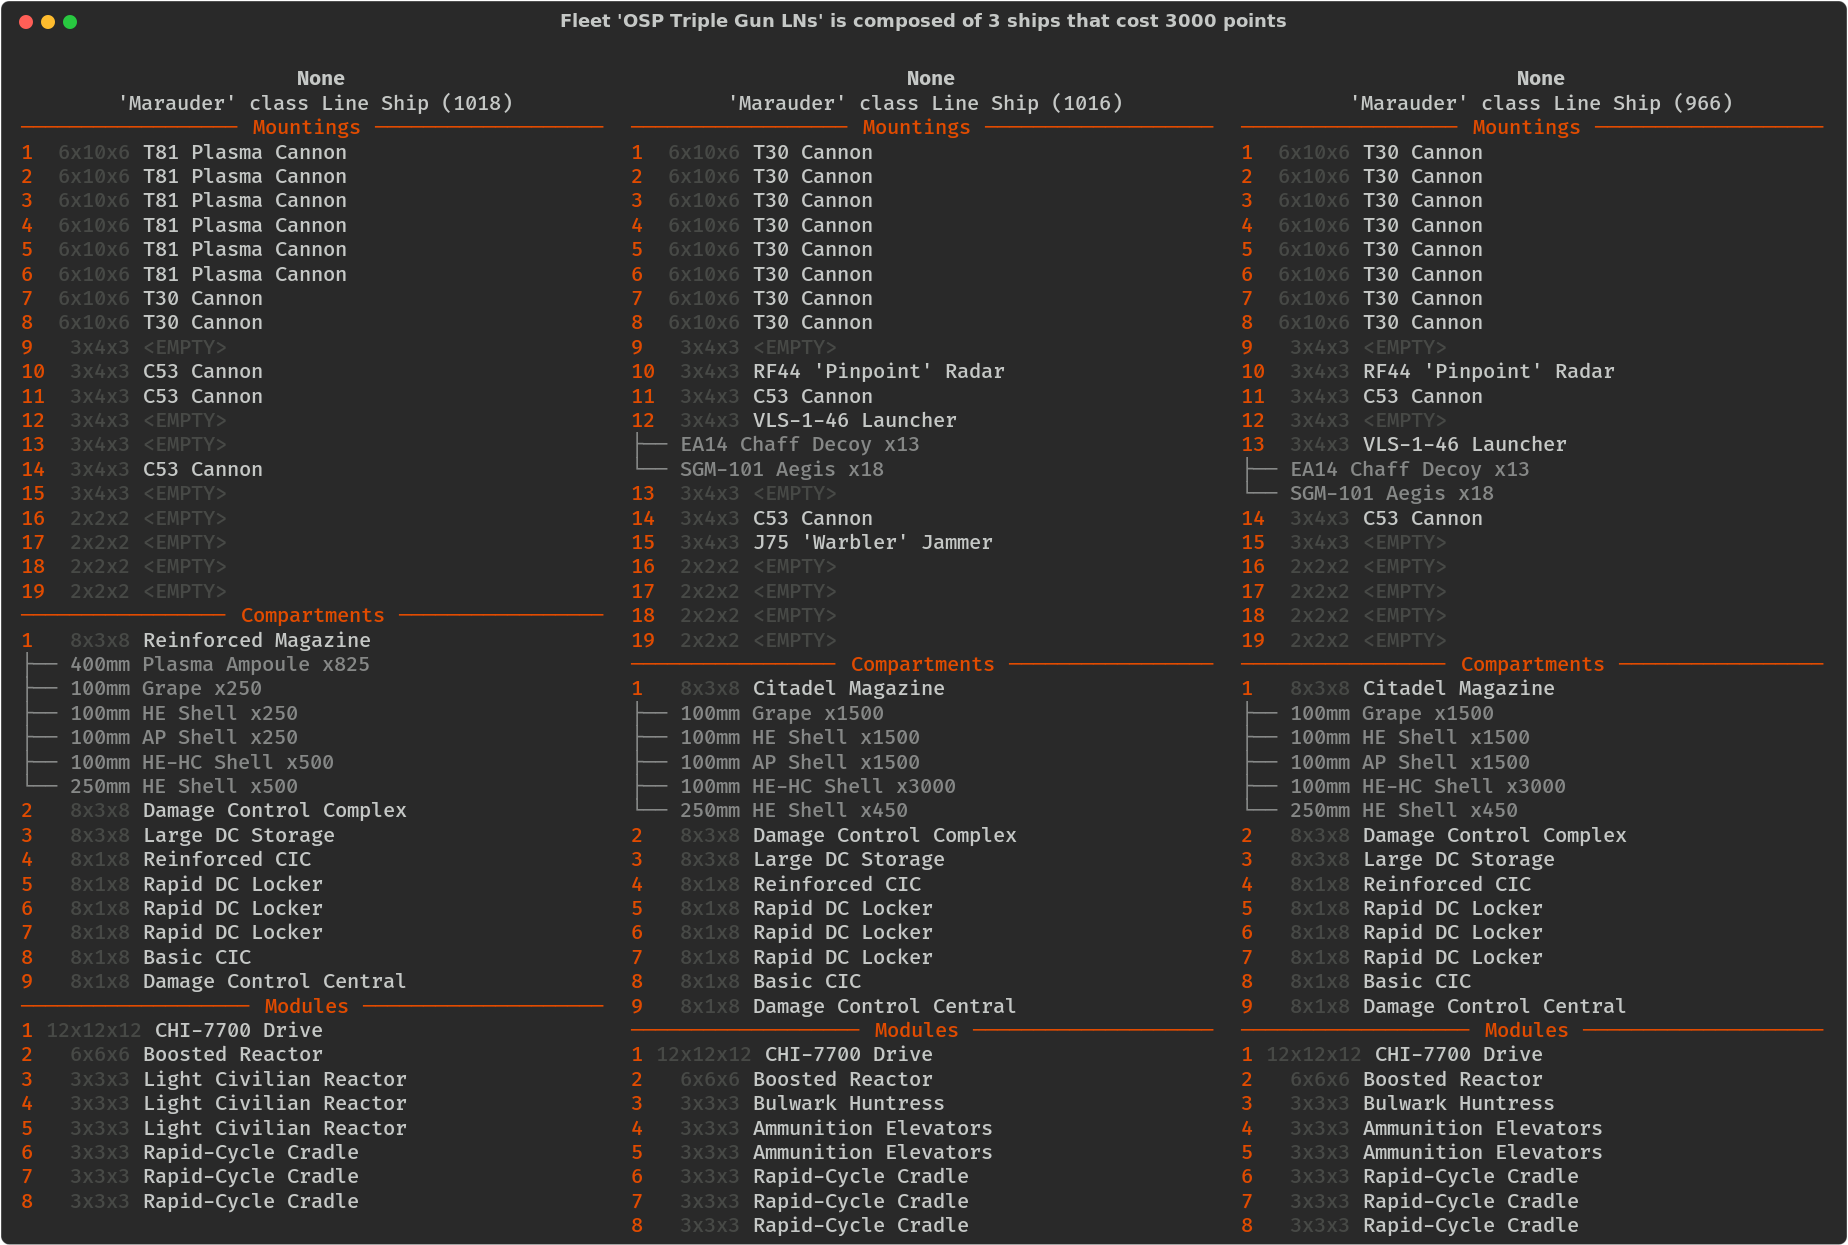 Fleet 'OSP Triple Gun LNs' is composed of 3 ships that cost 3000 points
None
'Marauder' class Line Ship (1018)
Mountings
1 6x10x6 T81 Plasma Cannon
2 6x10x6 T81 Plasma Cannon
3 6x10x6 T81 Plasma Cannon
4 6x10x6 T81 Plasma Cannon
5 6x10x6 T81 Plasma Cannon
6 6x10x6 T81 Plasma Cannon
7 6x10x6 T30 Cannon
8 6x10x6 T30 Cannon
9 3x4x3 <EMPTY>
10 3x4x3 C53 Cannon
11 3x4x3 C53 Cannon
12 3x4x3 <EMPTY>
13 3x4x3 <EMPTY>
14 3x4x3 C53 Cannon
15 3x4x3 <EMPTY>
16 2x2x2 <EMPTY>
17 2x2x2 <EMPTY>
18 2x2x2 <EMPTY>
19 2x2x2 <EMPTY>
Compartments
1 8x3x8 Reinforced Magazine
400mm Plasma Ampoule x825
100mm Grape x250
100mm HE Shell x250
100mm AP Shell x250
100mm HE-HC Shell x500
250mm HE Shell x500
2 8x3x8 Damage Control Complex
3 8x3x8 Large DC Storage
4 8x1x8 Reinforced CIC
5 8x1x8 Rapid DC Locker
6 8x1x8 Rapid DC Locker
7 8x1x8 Rapid DC Locker
8 8x1x8 Basic CIC
9 8x1x8 Damage Control Central
Modules
1 12x12x12 CHI-7700 Drive
2 6x6x6 Boosted Reactor
3 3x3x3 Light Civilian Reactor
4 3x3x3 Light Civilian Reactor
5 3x3x3 Light Civilian Reactor
6 3x3x3 Rapid-Cycle Cradle
7 3x3x3 Rapid-Cycle Cradle
8 3x3x3 Rapid-Cycle Cradle
None
'Marauder' class Line Ship (1016)
Mountings
1 6x10x6 T30 Cannon
2 6x10x6 T30 Cannon
3 6x10x6 T30 Cannon
4 6x10x6 T30 Cannon
5 6x10x6 T30 Cannon
6 6x10x6 T30 Cannon
7 6x10x6 T30 Cannon
8 6x10x6 T30 Cannon
9 3x4x3 <EMPTY>
10 3x4x3 RF44 'Pinpoint' Radar
11 3x4x3 C53 Cannon
12 3x4x3 VLS-1-46 Launcher
EA14 Chaff Decoy x13
SGM-101 Aegis x18
13 3x4x3 <EMPTY>
14 3x4x3 C53 Cannon
15 3x4x3 J75 'Warbler' Jammer
16 2x2x2 <EMPTY>
17 2x2x2 <EMPTY>
18 2x2x2 <EMPTY>
19 2x2x2 <EMPTY>
Compartments
1 8x3x8 Citadel Magazine
100mm Grape x1500
100mm HE Shell x1500
100mm AP Shell x1500
100mm HE-HC Shell x3000
250mm HE Shell x450
2 8x3x8 Damage Control Complex
3 8x3x8 Large DC Storage
4 8x1x8 Reinforced CIC
5 8x1x8 Rapid DC Locker
6 8x1x8 Rapid DC Locker
7 8x1x8 Rapid DC Locker
8 8x1x8 Basic CIC
9 8x1x8 Damage Control Central
Modules
1 12x12x12 CHI-7700 Drive
2 6x6x6 Boosted Reactor
3 3x3x3 Bulwark Huntress
4 3x3x3 Ammunition Elevators
5 3x3x3 Ammunition Elevators
6 3x3x3 Rapid-Cycle Cradle
7 3x3x3 Rapid-Cycle Cradle
8 3x3x3 Rapid-Cycle Cradle
None
'Marauder' class Line Ship (966)
Mountings
1 6x10x6 T30 Cannon
2 6x10x6 T30 Cannon
3 6x10x6 T30 Cannon
4 6x10x6 T30 Cannon
5 6x10x6 T30 Cannon
6 6x10x6 T30 Cannon
7 6x10x6 T30 Cannon
8 6x10x6 T30 Cannon
9 3x4x3 <EMPTY>
10 3x4x3 RF44 'Pinpoint' Radar
11 3x4x3 C53 Cannon
12 3x4x3 <EMPTY>
13 3x4x3 VLS-1-46 Launcher
EA14 Chaff Decoy x13
SGM-101 Aegis x18
14 3x4x3 C53 Cannon
15 3x4x3 <EMPTY>
16 2x2x2 <EMPTY>
17 2x2x2 <EMPTY>
18 2x2x2 <EMPTY>
19 2x2x2 <EMPTY>
Compartments
1 8x3x8 Citadel Magazine
100mm Grape x1500
100mm HE Shell x1500
100mm AP Shell x1500
100mm HE-HC Shell x3000
250mm HE Shell x450
2 8x3x8 Damage Control Complex
3 8x3x8 Large DC Storage
4 8x1x8 Reinforced CIC
5 8x1x8 Rapid DC Locker
6 8x1x8 Rapid DC Locker
7 8x1x8 Rapid DC Locker
8 8x1x8 Basic CIC
9 8x1x8 Damage Control Central
Modules
1 12x12x12 CHI-7700 Drive
2 6x6x6 Boosted Reactor
3 3x3x3 Bulwark Huntress
4 3x3x3 Ammunition Elevators
5 3x3x3 Ammunition Elevators
6 3x3x3 Rapid-Cycle Cradle
7 3x3x3 Rapid-Cycle Cradle
8 3x3x3 Rapid-Cycle Cradle